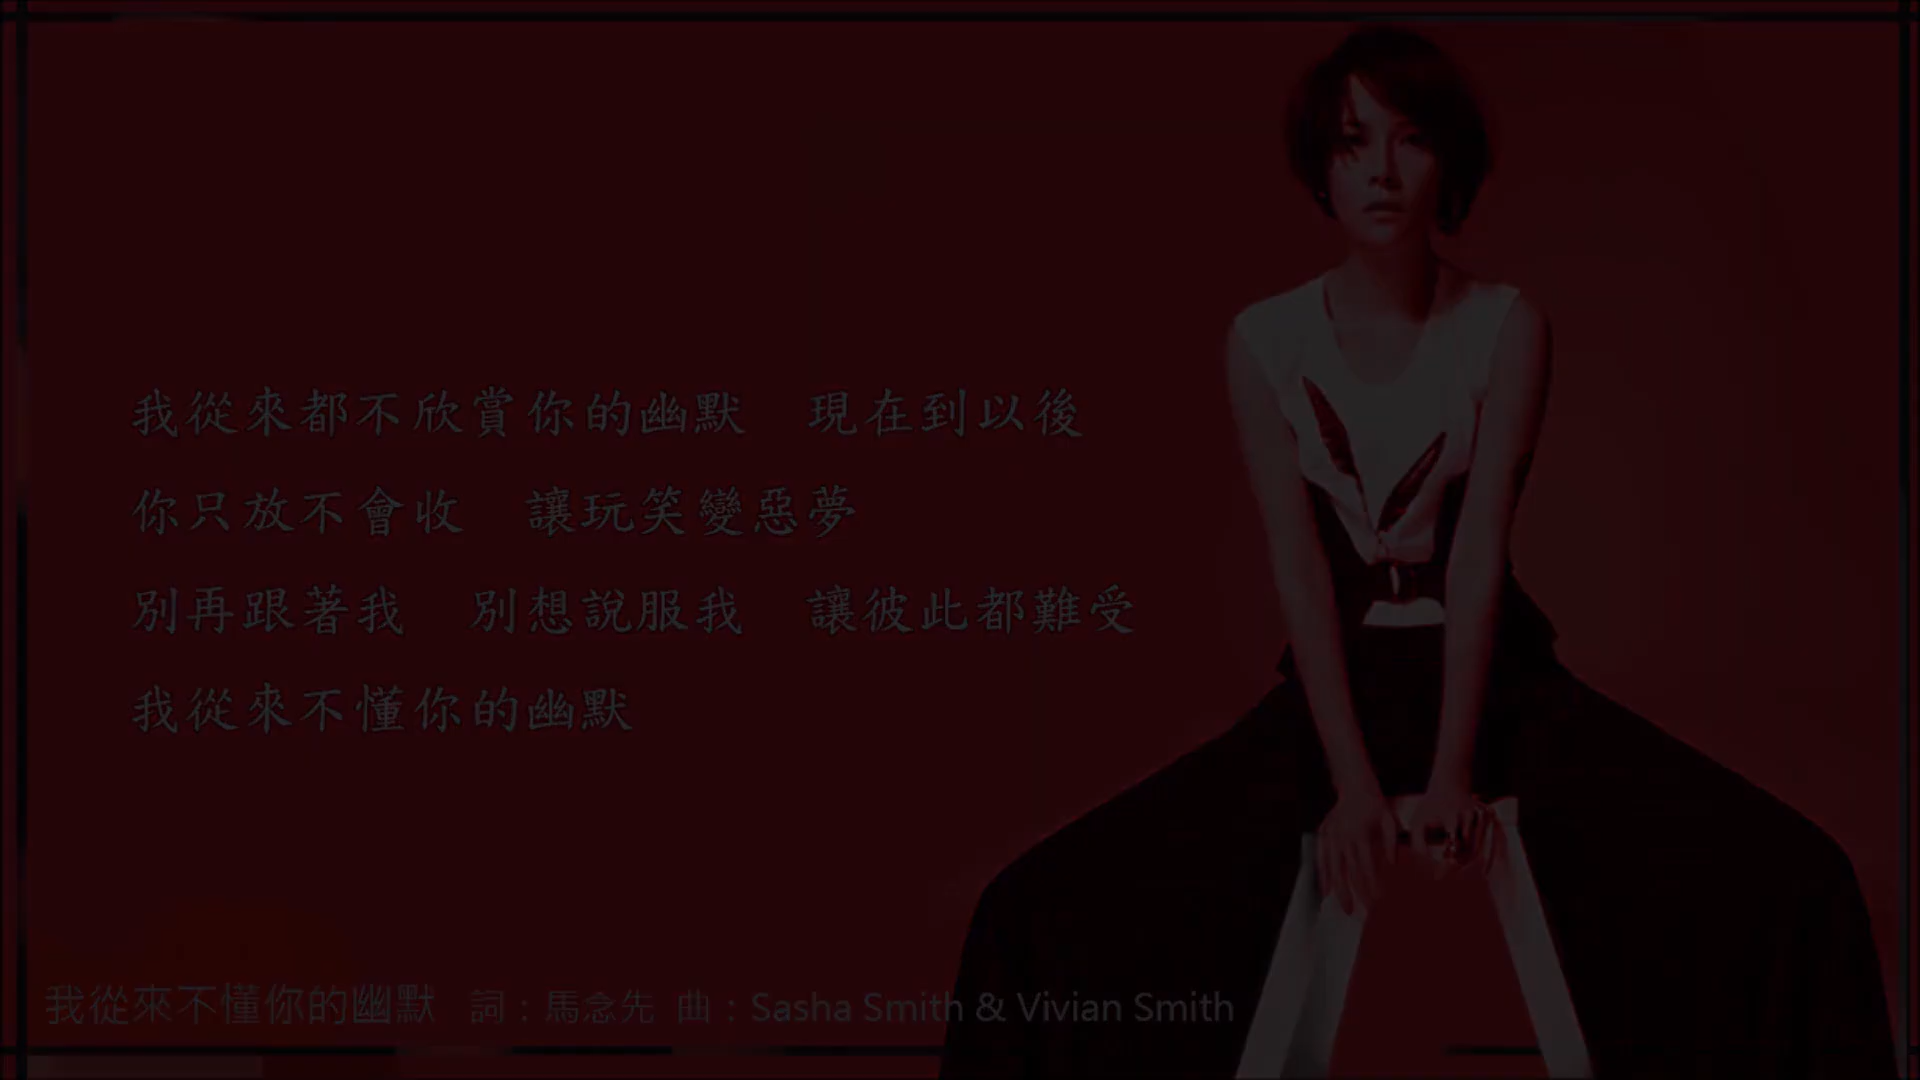 我從來都不欣賞你的幽默　現在到以後
你只放不會收　讓玩笑變惡夢
別再跟著我　別想說服我　讓彼此都難受
我從來不懂你的幽默
我從來不懂你的幽默　詞：馬念先 曲：Sasha Smith & Vivian Smith